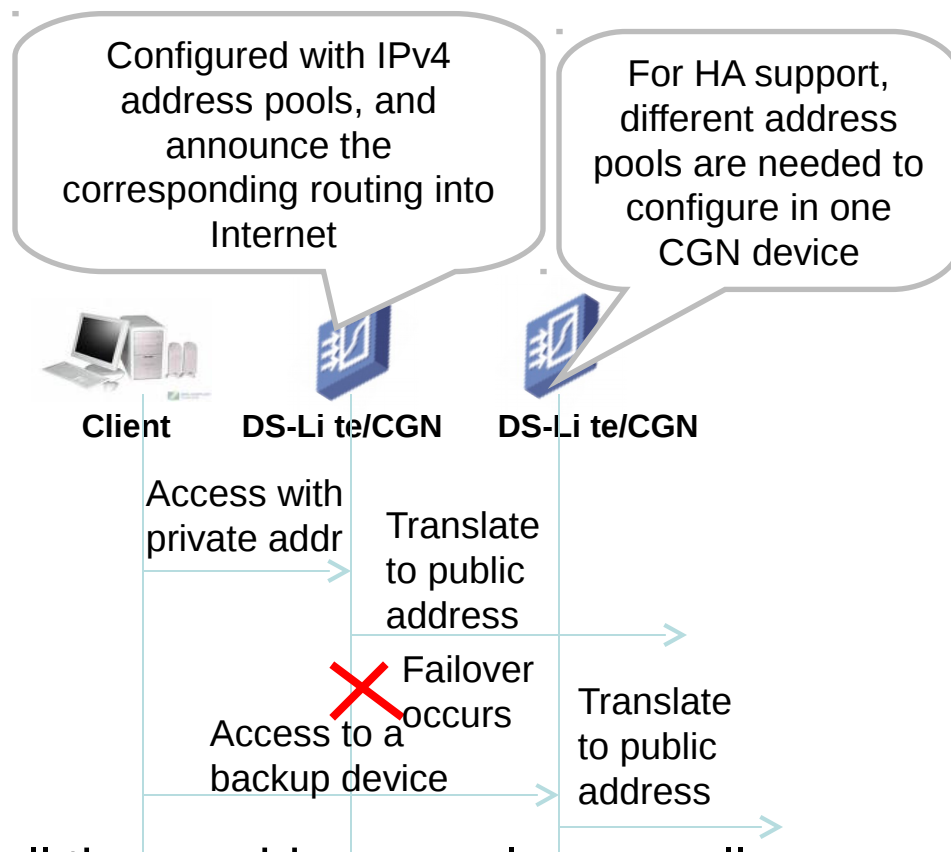 Configured with IPv4
address pools, and
announce the
corresponding routing into
Internet
For HA support,
different address
pools are needed to
configure in one
CGN device
Client
DS-Li te/CGN
DS-Li te/CGN
Access with
private addr
Translate
to public
address
Failover
occurs
Access to a
backup device
Translate
to public
address